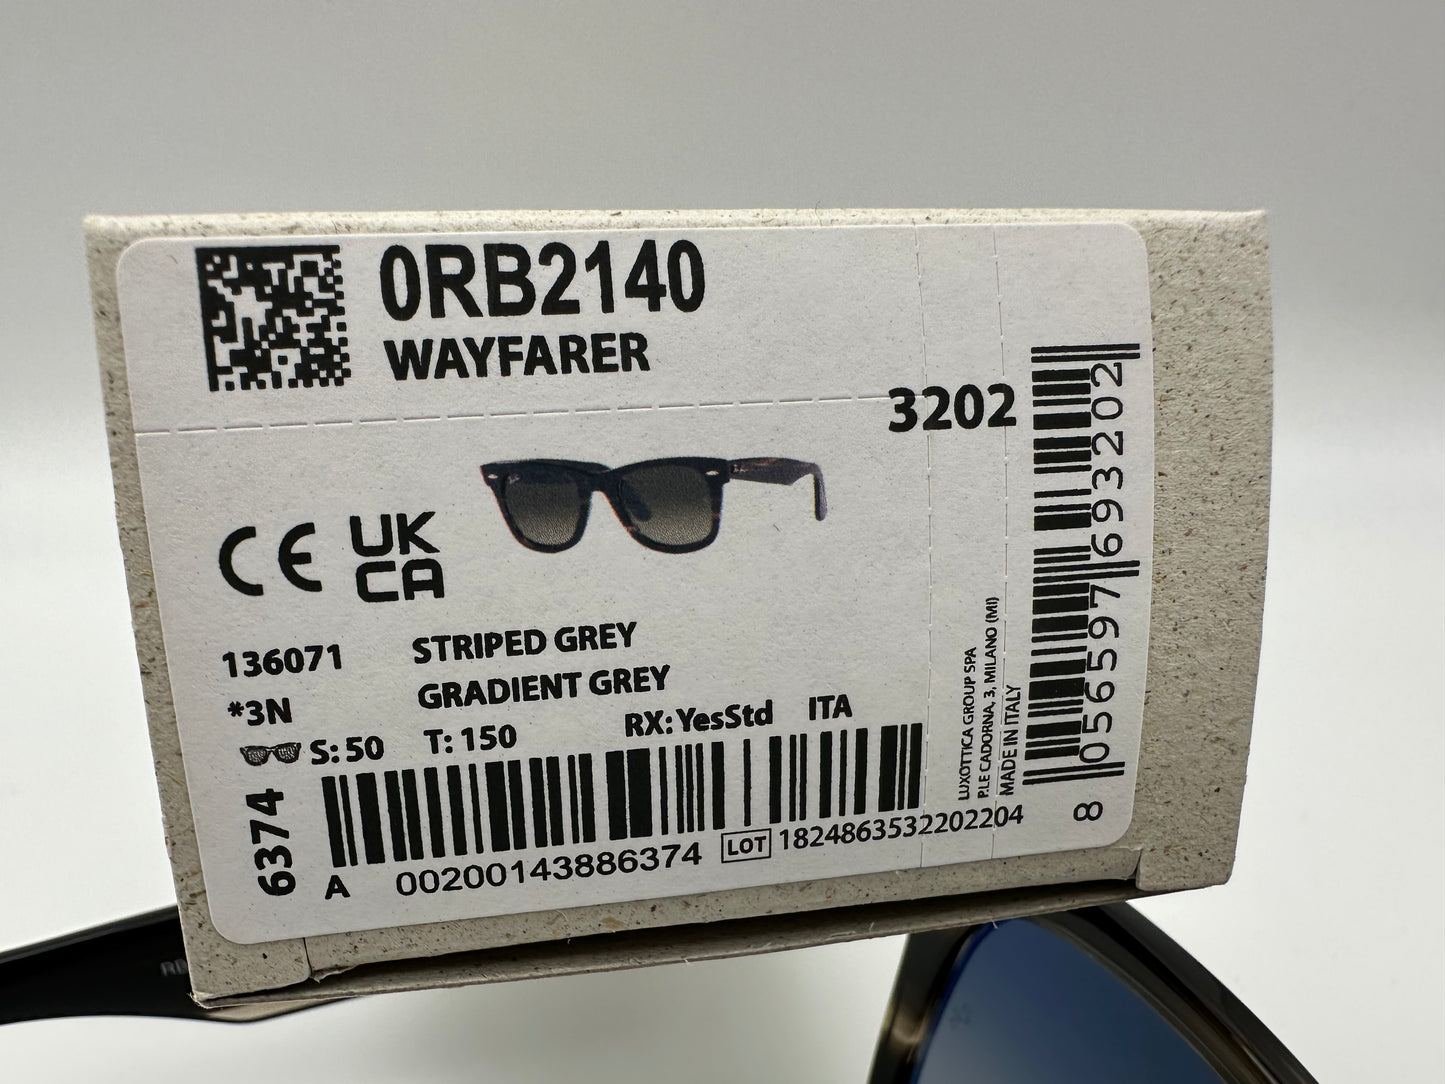 0RB2140
WAYFARER
3202
CE
UK
CA
136071 STRIPED GREY
*3N GRADIENT GREY
S: 50 T: 150 RX: YesStd ITA
6374
A 00200143886374 LOT 1824863532202204
LUXOTTICA GROUP SPA
P.LE CADORNA, 3, MILANO (MI)
MADE IN ITALY
8 056597 693202